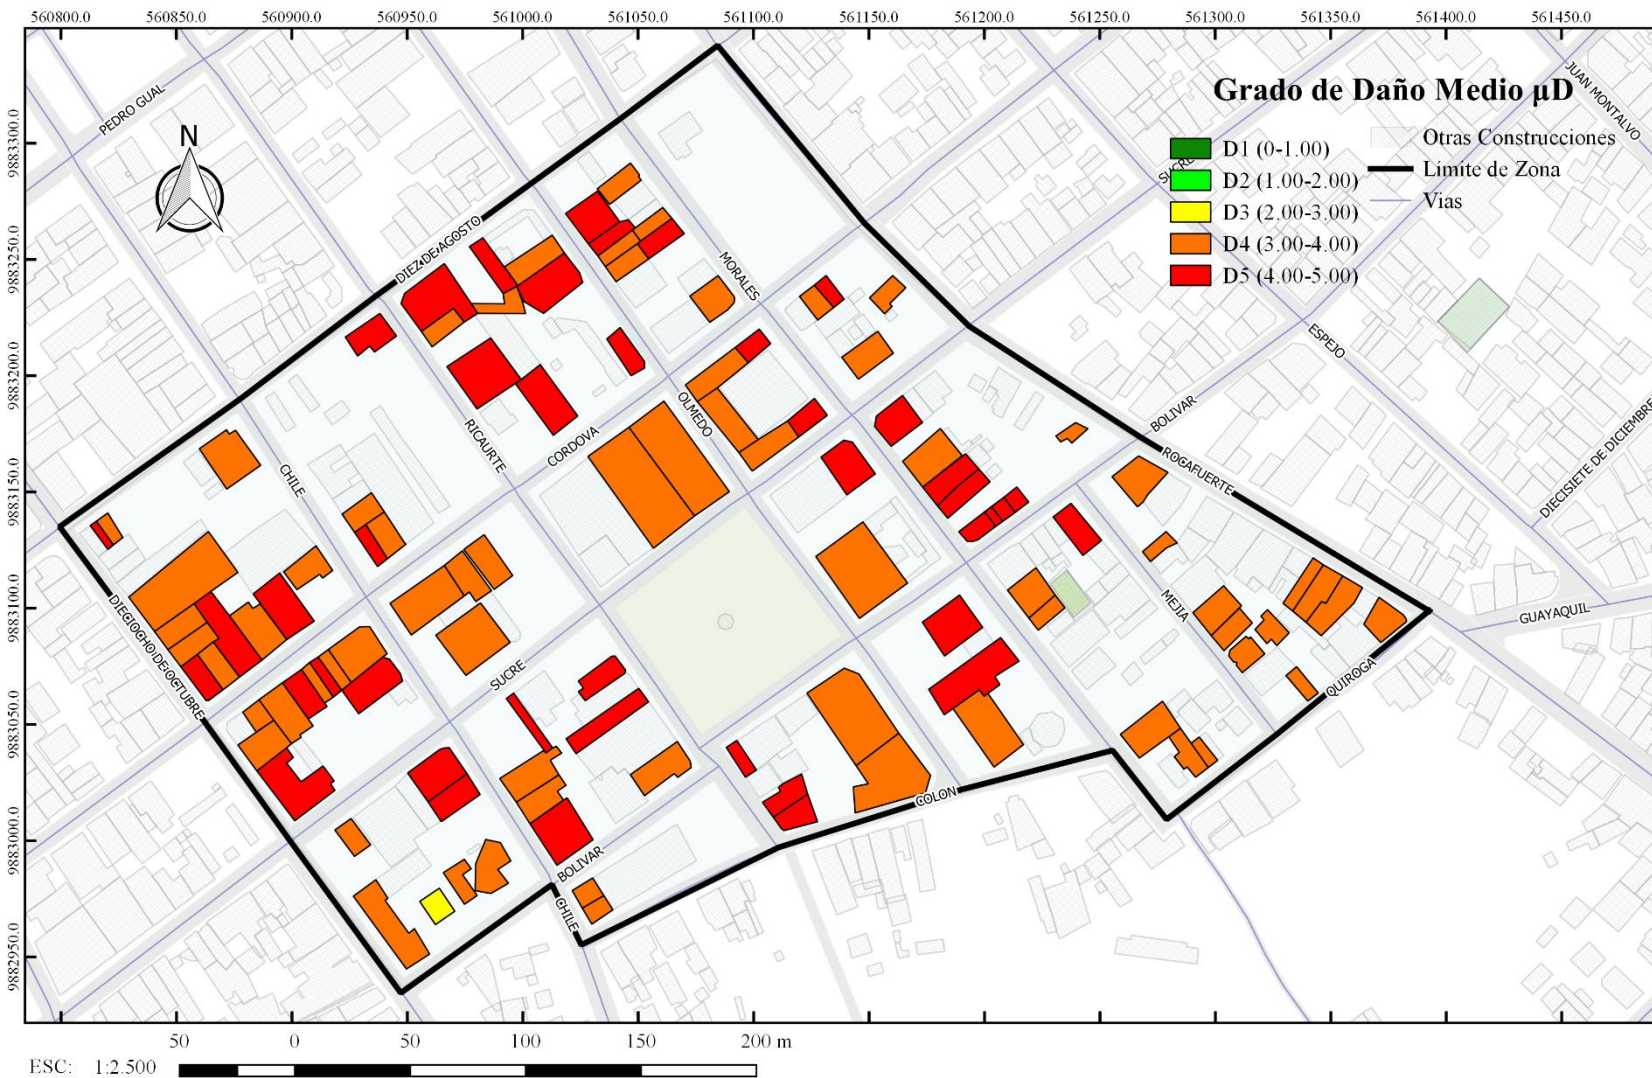 560800.0 560850.0 560900.0 560950.0 561000.0 561050.0 561100.0 561150.0 561200.0 561250.0 561300.0 561350.0 561400.0 561450.0
9883300.0
9883250.0
9883200.0
9883150.0
9883100.0
9883050.0
9883000.0
9882950.0
N
Grado de Daño Medio µD
D1 (0-1.00)
D2 (1.00-2.00)
D3 (2.00-3.00)
D4 (3.00-4.00)
D5 (4.00-5.00)
Otras Construcciones
Limite de Zona
Vias
PEDRO GUAL
JUAN MONTALVO
SUCRE
DIEZ DE AGOSTO
MORALES
ESPEJO
OLMEDO
BOLIVAR
DIECISIETE DE DICIEMBRE
RICAURTE
CORDOVA
CHILE
ROCAFUERTE
DIECIOCHO DE OCTUBRE
MEJIA
GUAYAQUIL
SUCRE
QUIROGA
COLON
BOLIVAR
CHILE
50 0 50 100 150 200 m
ESC: 1:2.500